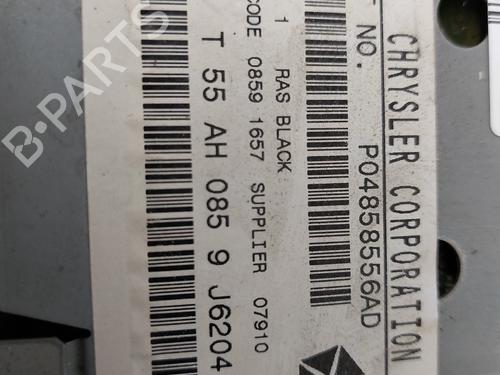 CHRYSLER CORPORATION
NO. P04858556AD
1 RAS BLACK
CODE 0859 1657 SUPPLIER 07910
T 55 AH 085 9 J6204
B-PARTS